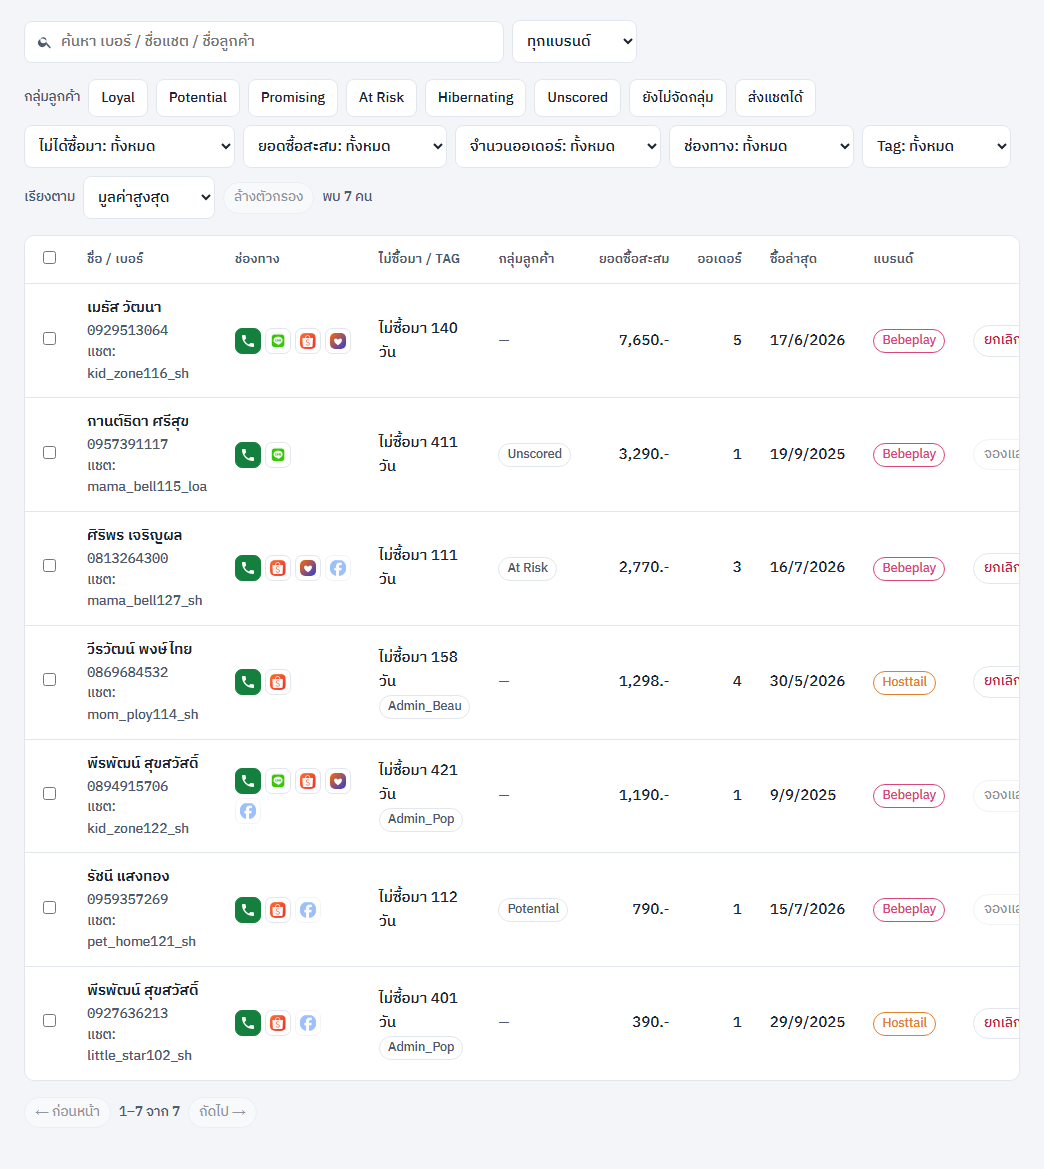 ค้นหา เบอร์ / ชื่อแชต / ชื่อลูกค้า
ทุกแบรนด์
กลุ่มลูกค้า Loyal Potential Promising At Risk Hibernating Unscored ยังไม่จัดกลุ่ม ส่งแชตได้
ไม่ได้ซื้อมา: ทั้งหมด ยอดซื้อสะสม: ทั้งหมด จำนวนออเดอร์: ทั้งหมด ช่องทาง: ทั้งหมด Tag: ทั้งหมด
เรียงตาม มูลค่าสูงสุด ล้างตัวกรอง พบ 7 คน
ชื่อ / เบอร์ ช่องทาง ไม่ซื้อมา / TAG กลุ่มลูกค้า ยอดซื้อสะสม ออเดอร์ ซื้อล่าสุด แบรนด์
เมธัส วัฒนา
0929513064
แชต:
kid_zone116_sh
ไม่ซื้อมา 140
วัน
—
7,650.-
5
17/6/2026
Bebeplay
ยกเลิก
กานต์ธิดา ศรีสุข
0957391117
แชต:
mama_bell115_loa
ไม่ซื้อมา 411
วัน
Unscored
3,290.-
1
19/9/2025
Bebeplay
จองแ
ศิริพร เจริญผล
0813264300
แชต:
mama_bell127_sh
ไม่ซื้อมา 111
วัน
At Risk
2,770.-
3
16/7/2026
Bebeplay
ยกเลิก
วีรวัฒน์ พงษ์ไทย
0869684532
แชต:
mom_ploy114_sh
ไม่ซื้อมา 158
วัน
Admin_Beau
—
1,298.-
4
30/5/2026
Hosttail
ยกเลิก
พีรพัฒน์ สุขสวัสดิ์
0894915706
แชต:
kid_zone122_sh
ไม่ซื้อมา 421
วัน
Admin_Pop
—
1,190.-
1
9/9/2025
Bebeplay
จองแ
รัชนี แสงทอง
0959357269
แชต:
pet_home121_sh
ไม่ซื้อมา 112
วัน
Potential
790.-
1
15/7/2026
Bebeplay
จองแ
พีรพัฒน์ สุขสวัสดิ์
0927636213
แชต:
little_star102_sh
ไม่ซื้อมา 401
วัน
Admin_Pop
—
390.-
1
29/9/2025
Hosttail
ยกเลิก
← ก่อนหน้า 1–7 จาก 7 ถัดไป →